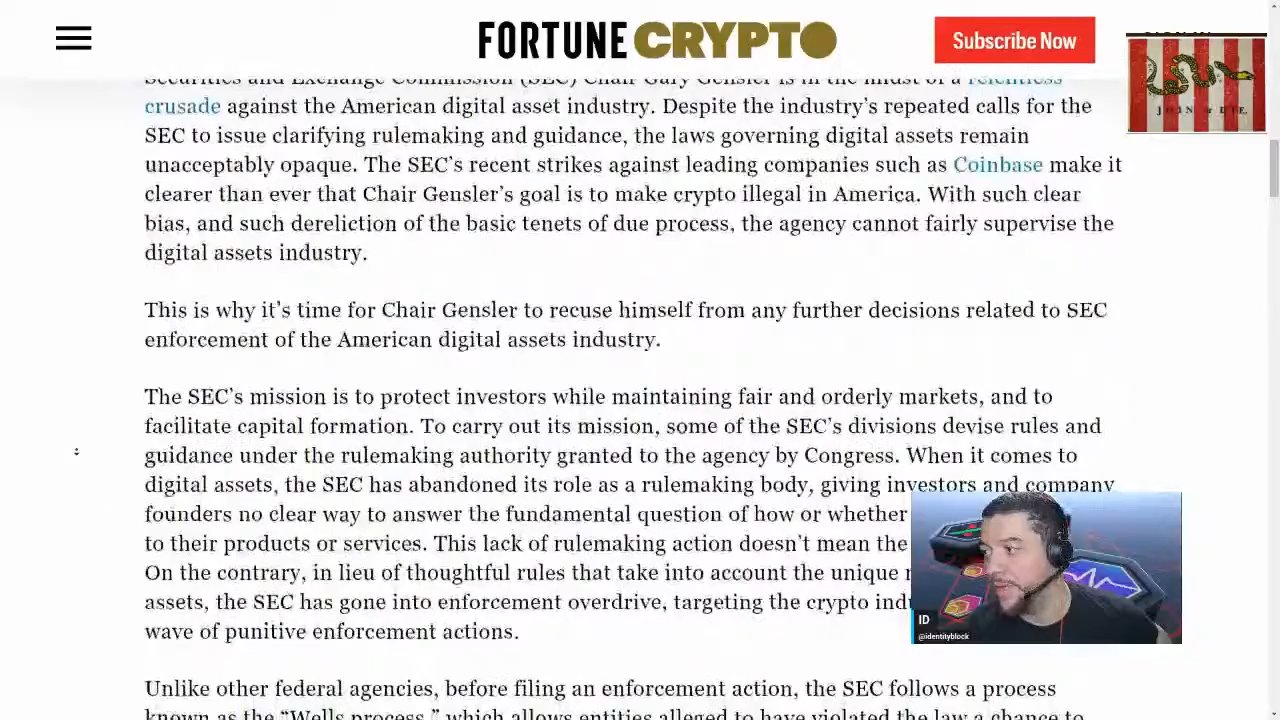 FORTUNE CRYPTO
Subscribe Now
Securities and Exchange Commission (SEC) Chair Gary Gensler is in the midst of a relentless
crusade against the American digital asset industry. Despite the industry’s repeated calls for the
SEC to issue clarifying rulemaking and guidance, the laws governing digital assets remain
unacceptably opaque. The SEC’s recent strikes against leading companies such as Coinbase make it
clearer than ever that Chair Gensler’s goal is to make crypto illegal in America. With such clear
bias, and such dereliction of the basic tenets of due process, the agency cannot fairly supervise the
digital assets industry.
This is why it’s time for Chair Gensler to recuse himself from any further decisions related to SEC
enforcement of the American digital assets industry.
The SEC’s mission is to protect investors while maintaining fair and orderly markets, and to
facilitate capital formation. To carry out its mission, some of the SEC’s divisions devise rules and
guidance under the rulemaking authority granted to the agency by Congress. When it comes to
digital assets, the SEC has abandoned its role as a rulemaking body, giving investors and company
founders no clear way to answer the fundamental question of how or whether
to their products or services. This lack of rulemaking action doesn’t mean the
On the contrary, in lieu of thoughtful rules that take into account the unique
assets, the SEC has gone into enforcement overdrive, targeting the crypto
wave of punitive enforcement actions.
Unlike other federal agencies, before filing an enforcement action, the SEC follows a process
known as the “Wells process,” which allows entities alleged to have violated the law a chance to
JOIN or DIE.
ID
@identityblock